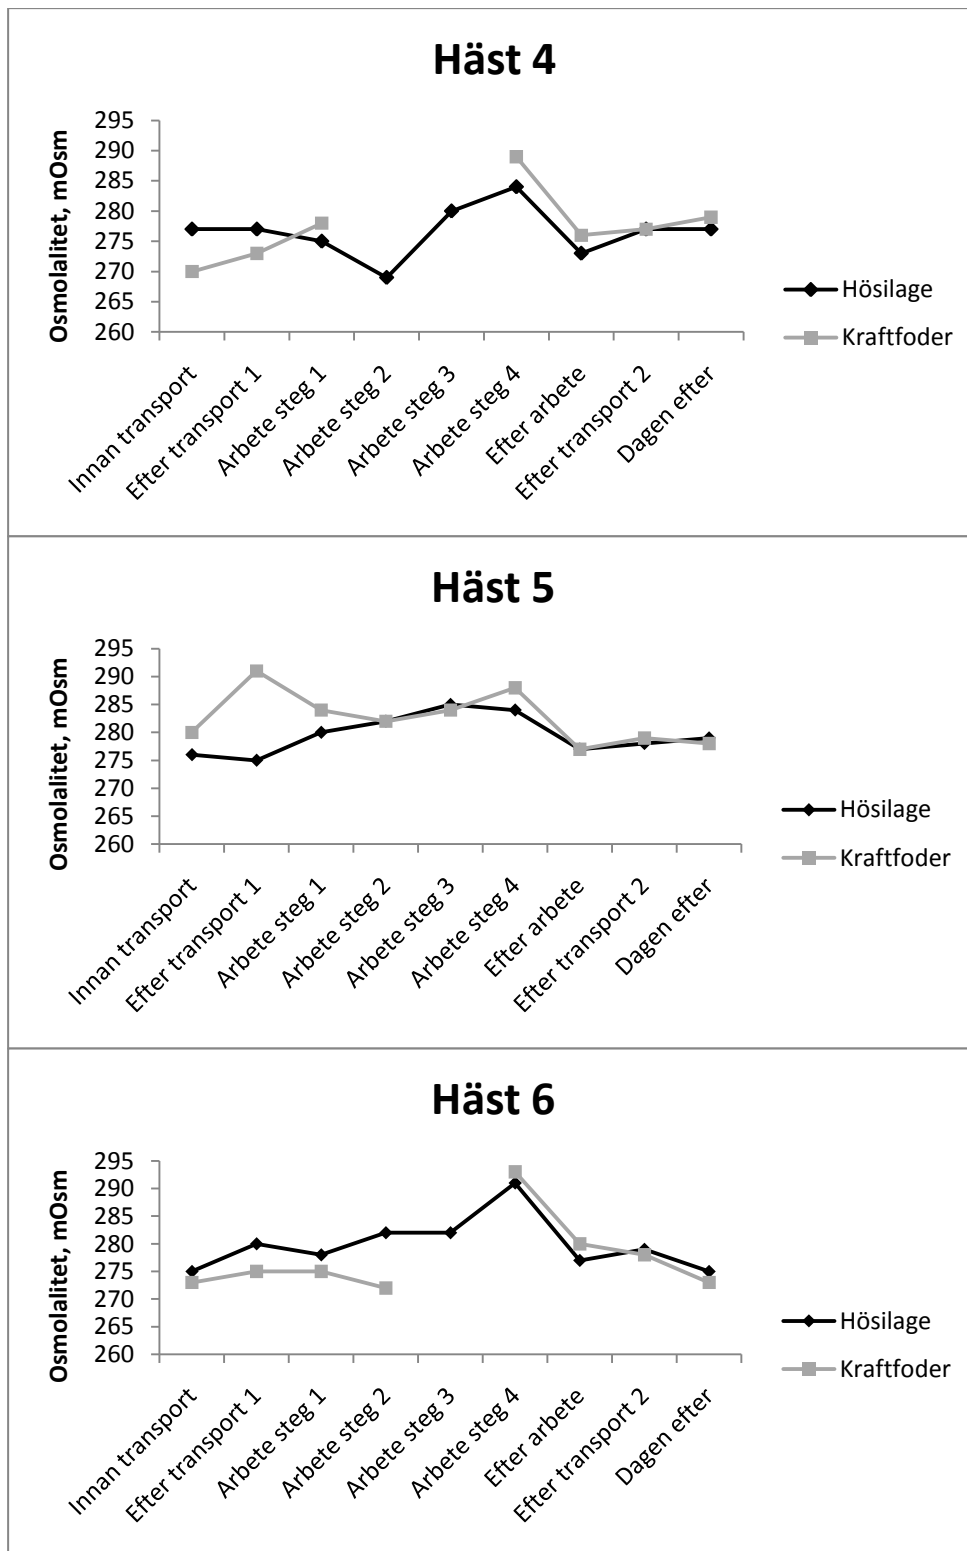 Häst 4
Osmolalitet, mOsm
295
290
285
280
275
270
265
260
Innan transport
Efter transport 1
Arbete steg 1
Arbete steg 2
Arbete steg 3
Arbete steg 4
Efter arbete
Efter transport 2
Dagen efter
Hösilage
Kraftfoder
Häst 5
Osmolalitet, mOsm
295
290
285
280
275
270
265
260
Innan transport
Efter transport 1
Arbete steg 1
Arbete steg 2
Arbete steg 3
Arbete steg 4
Efter arbete
Efter transport 2
Dagen efter
Hösilage
Kraftfoder
Häst 6
Osmolalitet, mOsm
295
290
285
280
275
270
265
260
Innan transport
Efter transport 1
Arbete steg 1
Arbete steg 2
Arbete steg 3
Arbete steg 4
Efter arbete
Efter transport 2
Dagen efter
Hösilage
Kraftfoder